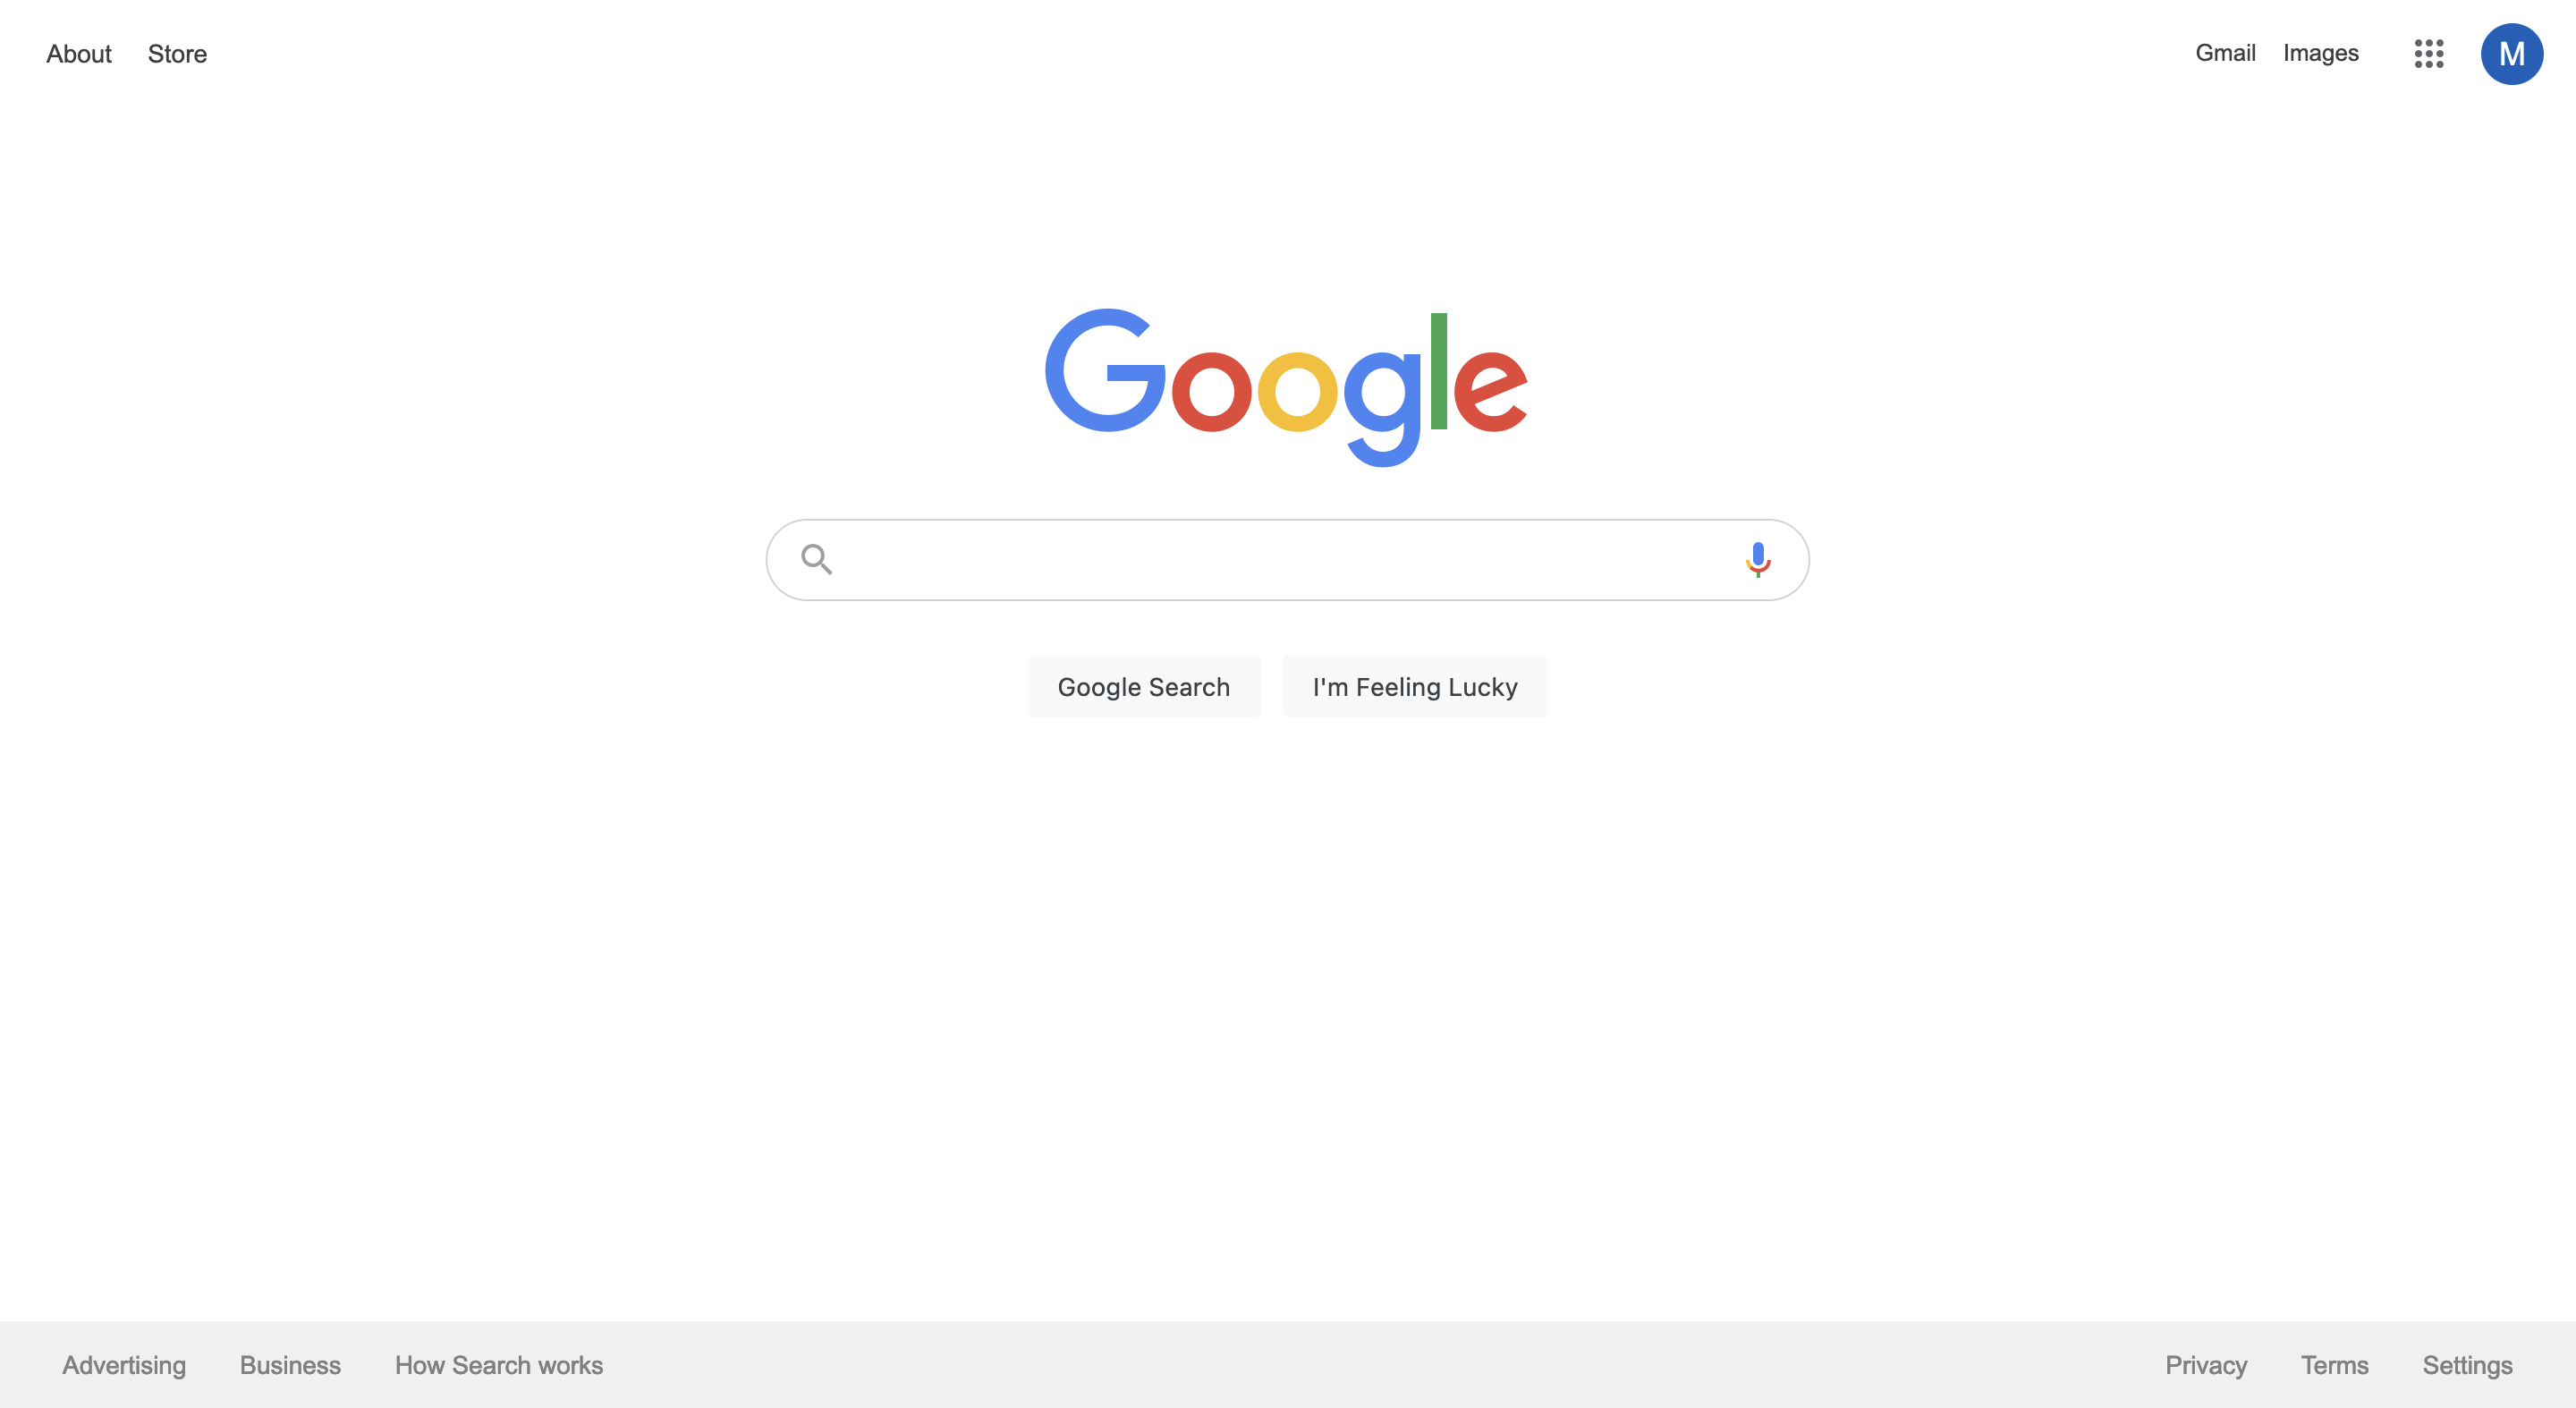 About Store Gmail Images M
Google
Google Search I'm Feeling Lucky
Advertising Business How Search works Privacy Terms Settings